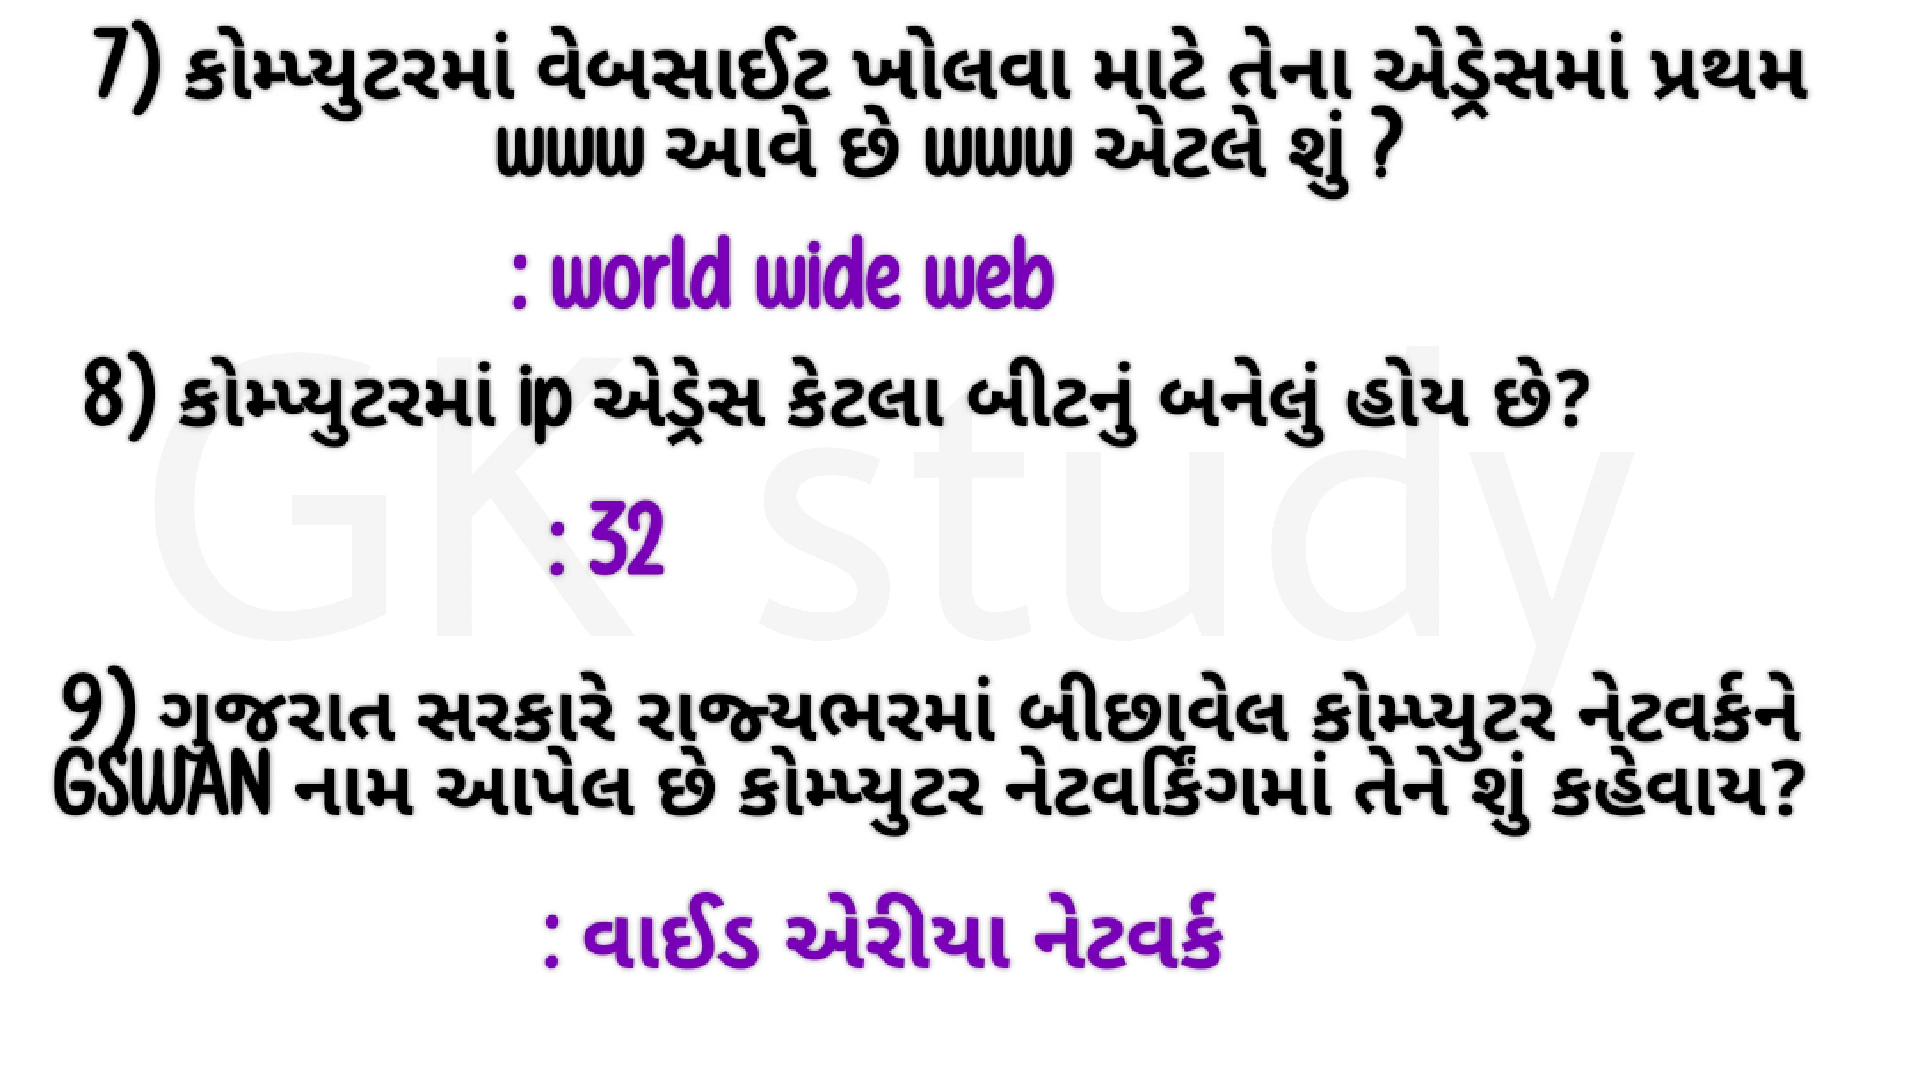 7) કોમ્પ્યુટરમાં વેબસાઈટ ખોલવા માટે તેના એડ્રેસમાં પ્રથમ
www આવે છે www એટલે શું ?
: world wide web
8) કોમ્પ્યુટરમાં ip એડ્રેસ કેટલા બીટનું બનેલું હોય છે?
GK study
: 32
9) ગુજરાત સરકારે રાજ્યભરમાં બીછાવેલ કોમ્પ્યુટર નેટવર્કને
GSWAN નામ આપેલ છે કોમ્પ્યુટર નેટવર્કિંગમાં તેને શું કહેવાય?
: વાઈડ એરીયા નેટવર્ક